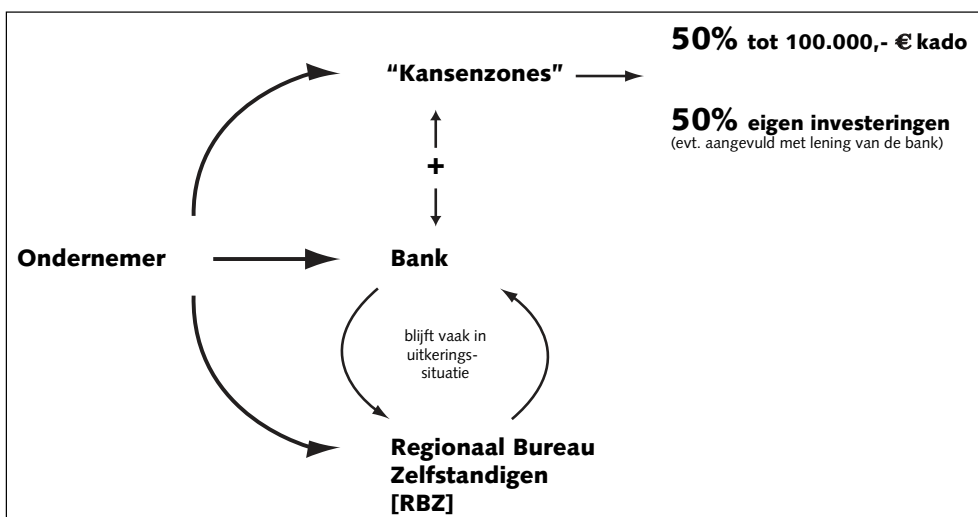 50% tot 100.000,- € kado
“Kansenzones”
50% eigen investeringen
(evt. aangevuld met lening van de bank)
+
Ondernemer
Bank
blijft vaak in
uitkerings-
situatie
Regionaal Bureau
Zelfstandigen
[RBZ]